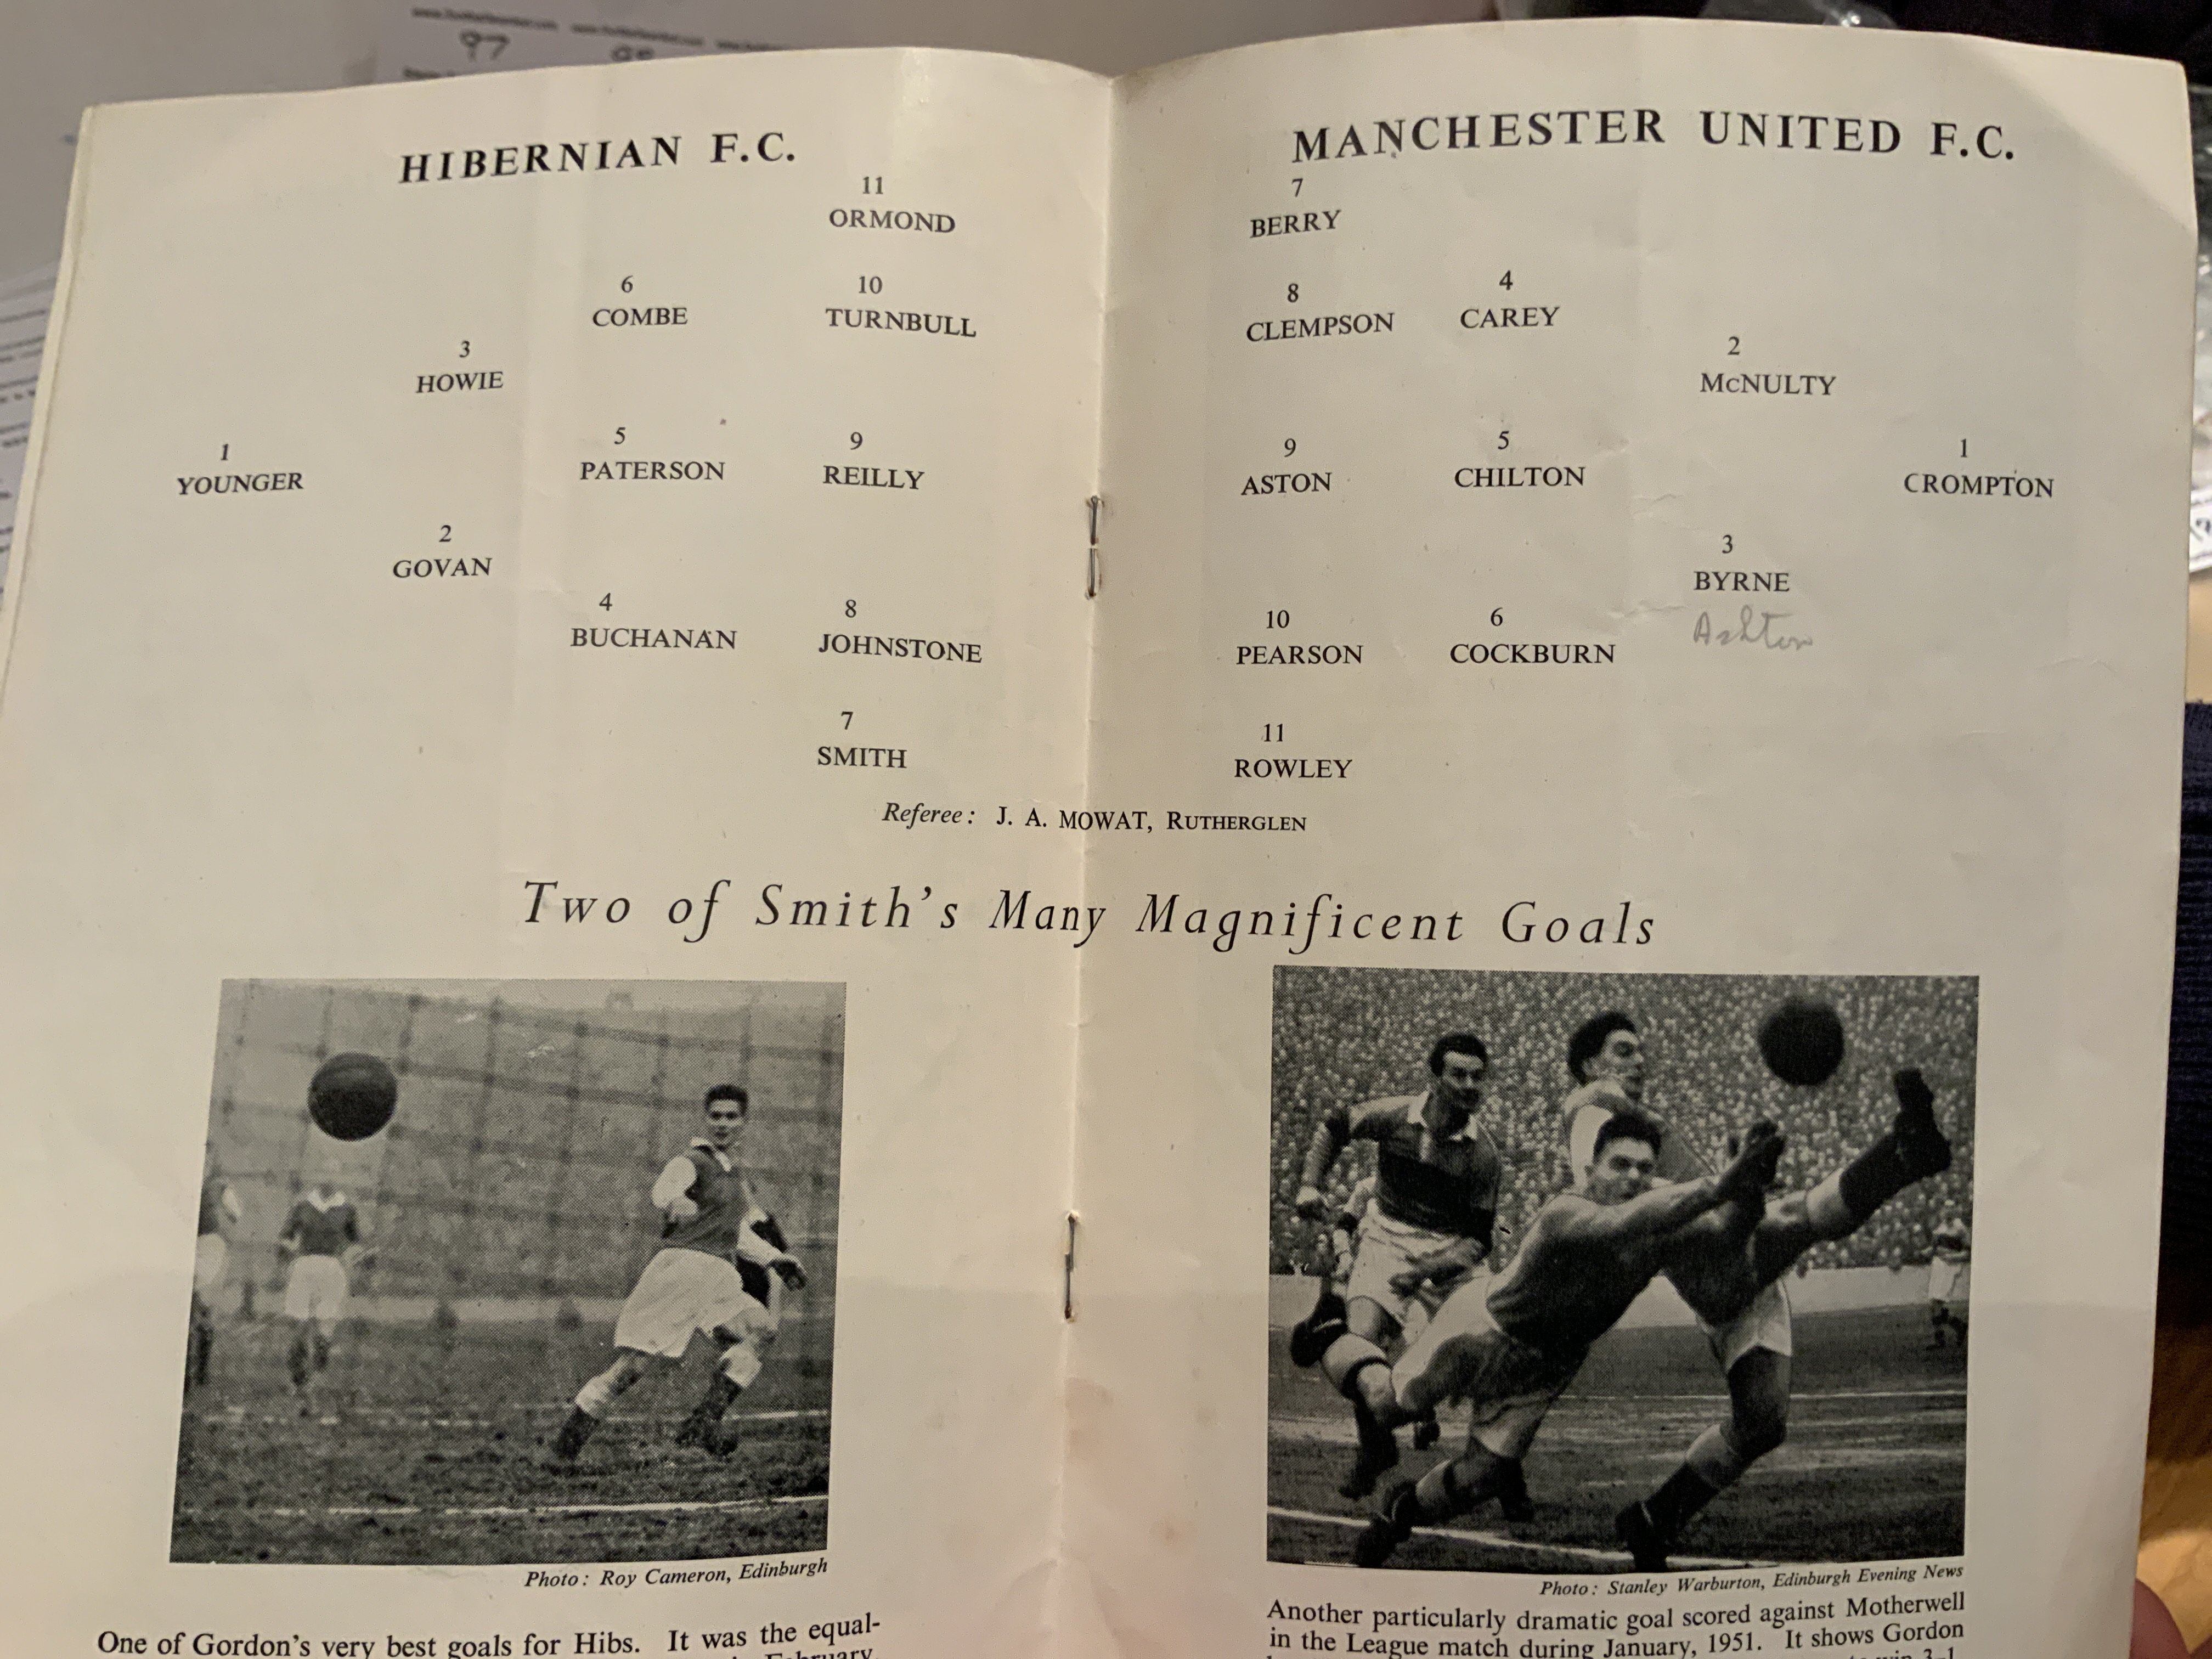 97
HIBERNIAN F.C.
11
ORMOND
6
COMBE
10
TURNBULL
3
HOWIE
1
YOUNGER
5
PATERSON
9
REILLY
2
GOVAN
4
BUCHANAN
8
JOHNSTONE
7
SMITH
MANCHESTER UNITED F.C.
7
BERRY
8
CLEMPSON
4
CAREY
2
McNULTY
9
ASTON
5
CHILTON
1
CROMPTON
3
BYRNE
Ashton
10
PEARSON
6
COCKBURN
11
ROWLEY
Referee: J. A. MOWAT, RUTHERGLEN
Two of Smith's Many Magnificent Goals
Photo: Roy Cameron, Edinburgh
One of Gordon's very best goals for Hibs. It was the equal-
February
Photo: Stanley Warburton, Edinburgh Evening News
Another particularly dramatic goal scored against Motherwell
in the League match during January, 1951. It shows Gordon
win 3-1